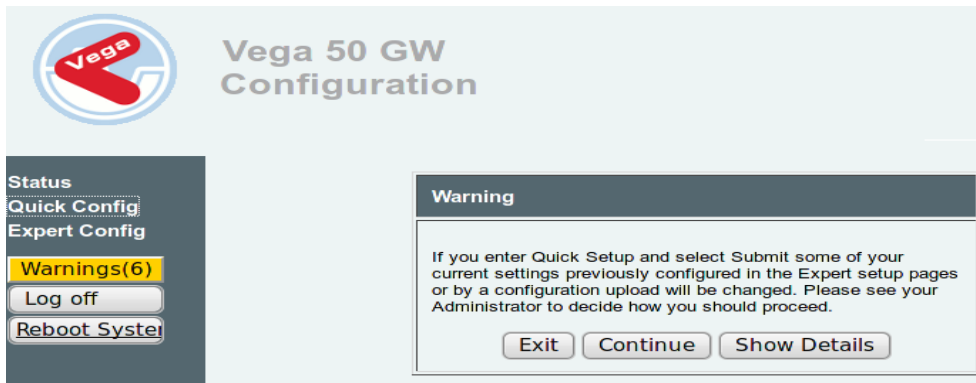 Vega
Vega 50 GW
Configuration
Status
Quick Config
Expert Config
Warnings(6)
Log off
Reboot Syste
Warning
If you enter Quick Setup and select Submit some of your
current settings previously configured in the Expert setup pages
or by a configuration upload will be changed. Please see your
Administrator to decide how you should proceed.
Exit Continue Show Details